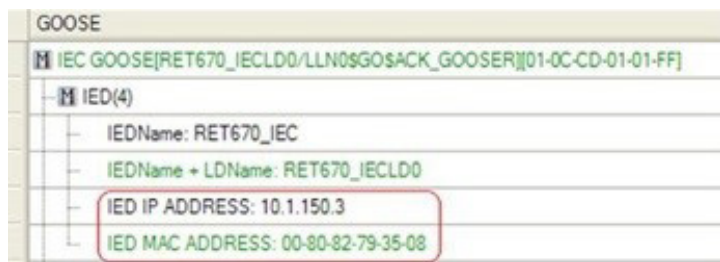 GOOSE
M IEC GOOSE[RET670_IECLD0/LLN0$GO$ACK_GOOSER][01-0C-CD-01-01-FF]
M IED(4)
IEDName: RET670_IEC
IEDName + LDName: RET670_IECLD0
IED IP ADDRESS: 10.1.150.3
IED MAC ADDRESS: 00-80-82-79-35-08